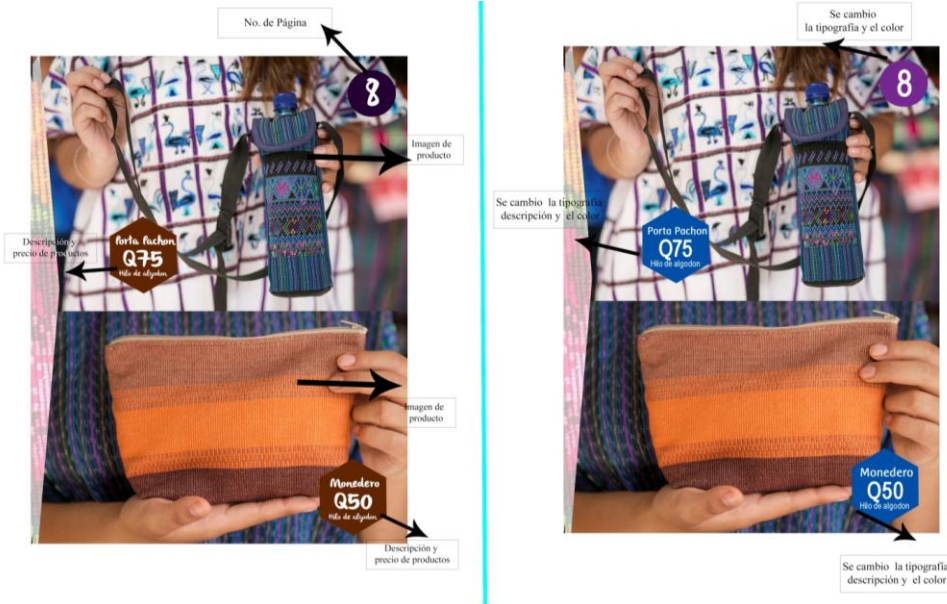 No. de Página
8
Imagen de
producto
Descripción y
precio de productos
Porta Pachon
Q75
Hilo de algodon
Imagen de
producto
Monedero
Q50
Hilo de algodon
Descripción y
precio de productos
Se cambio
la tipografía y el color
8
Se cambio la tipografía
descripción y el color
Porta Pachon
Q75
Hilo de algodon
Monedero
Q50
Hilo de algodon
Se cambio la tipografía
descripción y el color